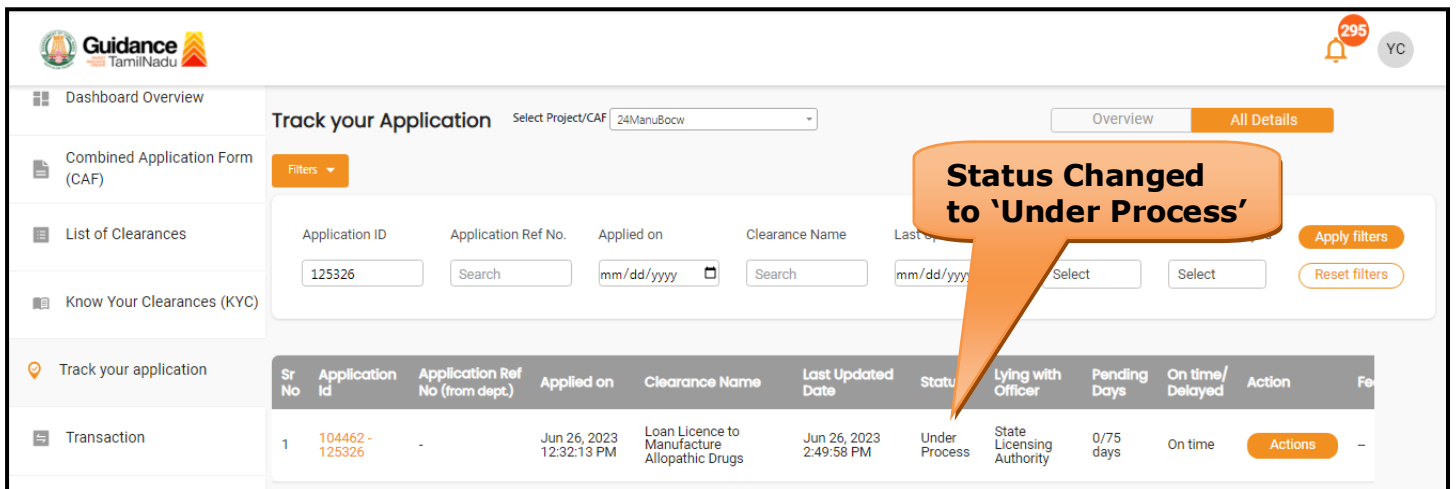 Guidance
TamilNadu
295
YC
Dashboard Overview
Track your Application
Select Project/CAF
24ManuBocw
Overview
All Details
Combined Application Form
(CAF)
Filters
Status Changed
to ‘Under Process’
List of Clearances
Application ID
Application Ref No.
Applied on
Clearance Name
Apply filters
125326
Search
mm/dd/yyyy
Search
mm/dd/yyyy
Select
Select
Reset filters
Know Your Clearances (KYC)
Track your application
Sr No
Application Id
Application Ref No (from dept.)
Applied on
Clearance Name
Last Updated Date
Status
Lying with Officer
Pending Days
On time/ Delayed
Action
Transaction
1
104462 -
125326
-
Jun 26, 2023
12:32:13 PM
Loan Licence to
Manufacture
Allopathic Drugs
Jun 26, 2023
2:49:58 PM
Under
Process
State
Licensing
Authority
0/75
days
On time
Actions
--